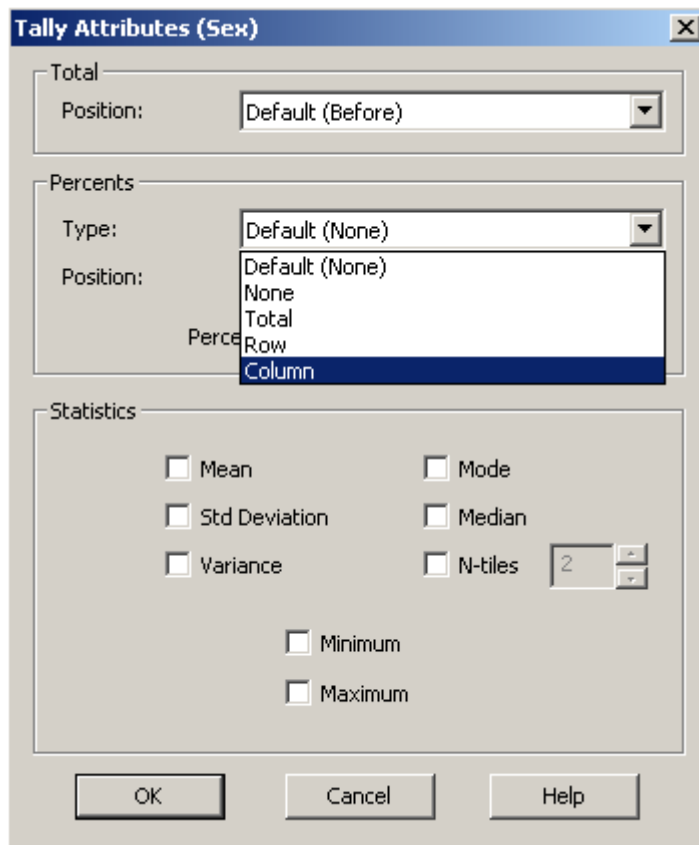 Tally Attributes (Sex)
Total
Position: Default (Before)
Percents
Type: Default (None)
Default (None)
Position:
None
Total
Row
Column
Statistics
Mean Mode
Std Deviation Median
Variance N-tiles 2
Minimum
Maximum
OK Cancel Help